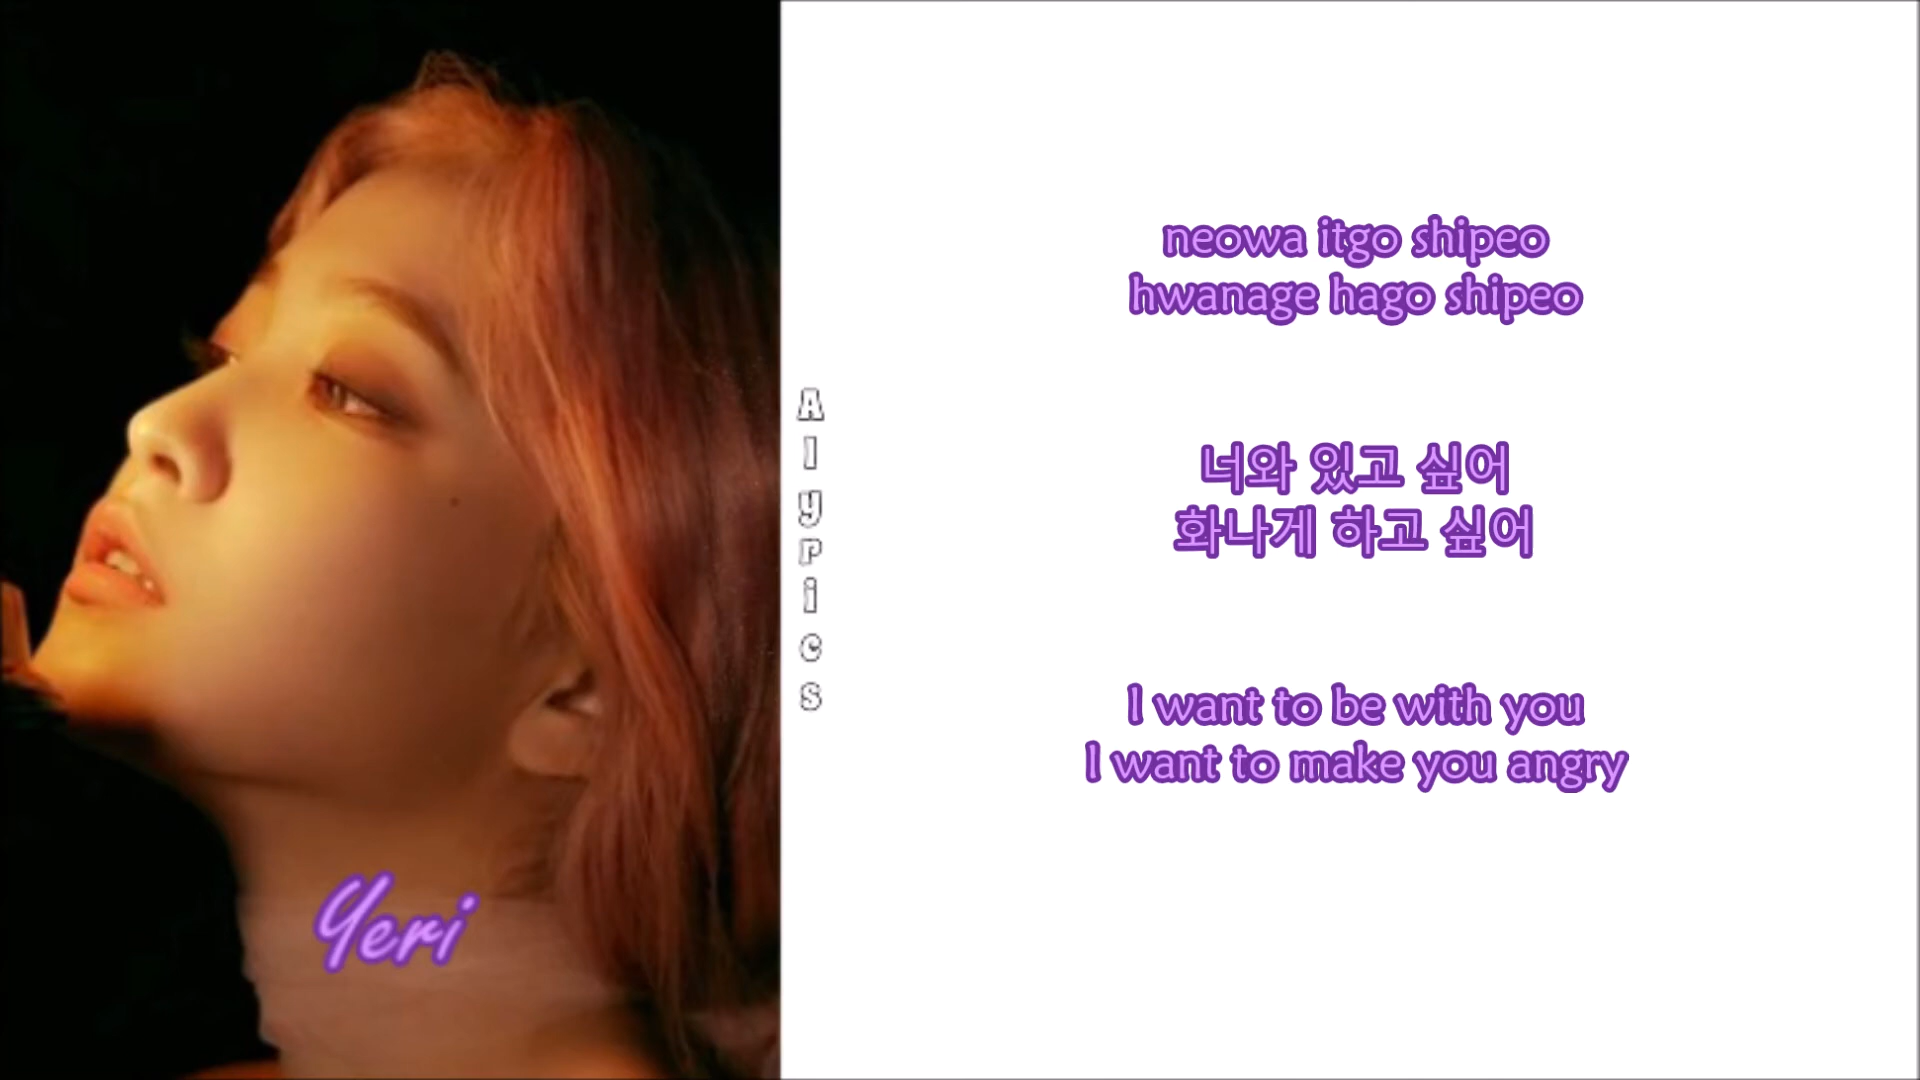 neowa itgo shipeo
hwanage hago shipeo
너와 있고 싶어
화나게 하고 싶어
I want to be with you
I want to make you angry
Alyrics
Yeri